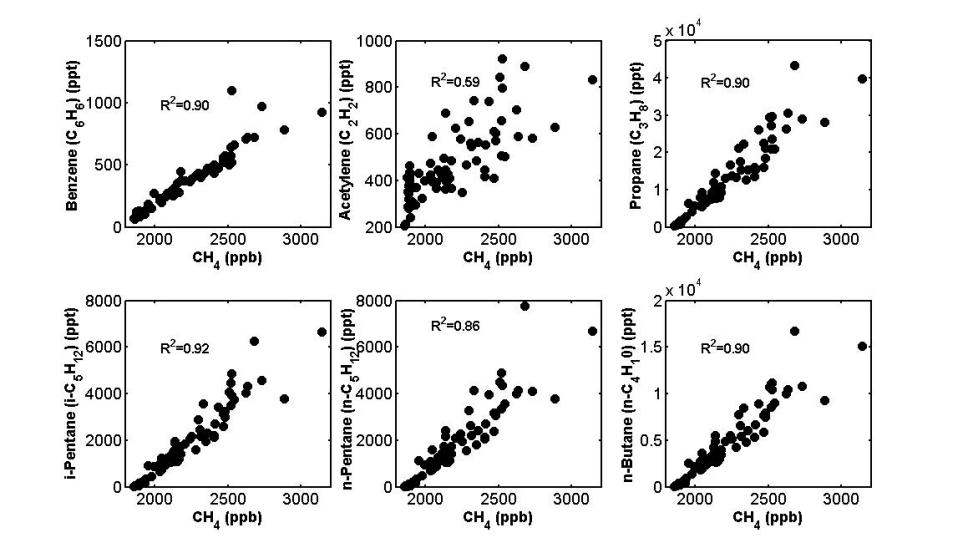 1500
1000
500
0
Benzene (C6H6) (ppt)
R2=0.90
2000 2500 3000
CH4 (ppb)
1000
800
600
400
200
Acetylene (C2H2) (ppt)
R2=0.59
2000 2500 3000
CH4 (ppb)
5 x 10^4
4
3
2
1
0
Propane (C3H8) (ppt)
R2=0.90
2000 2500 3000
CH4 (ppb)
8000
6000
4000
2000
0
i-Pentane (i-C5H12) (ppt)
R2=0.92
2000 2500 3000
CH4 (ppb)
8000
6000
4000
2000
0
n-Pentane (n-C5H12) (ppt)
R2=0.86
2000 2500 3000
CH4 (ppb)
2 x 10^4
1.5
1
0.5
0
n-Butane (n-C4H10) (ppt)
R2=0.90
2000 2500 3000
CH4 (ppb)